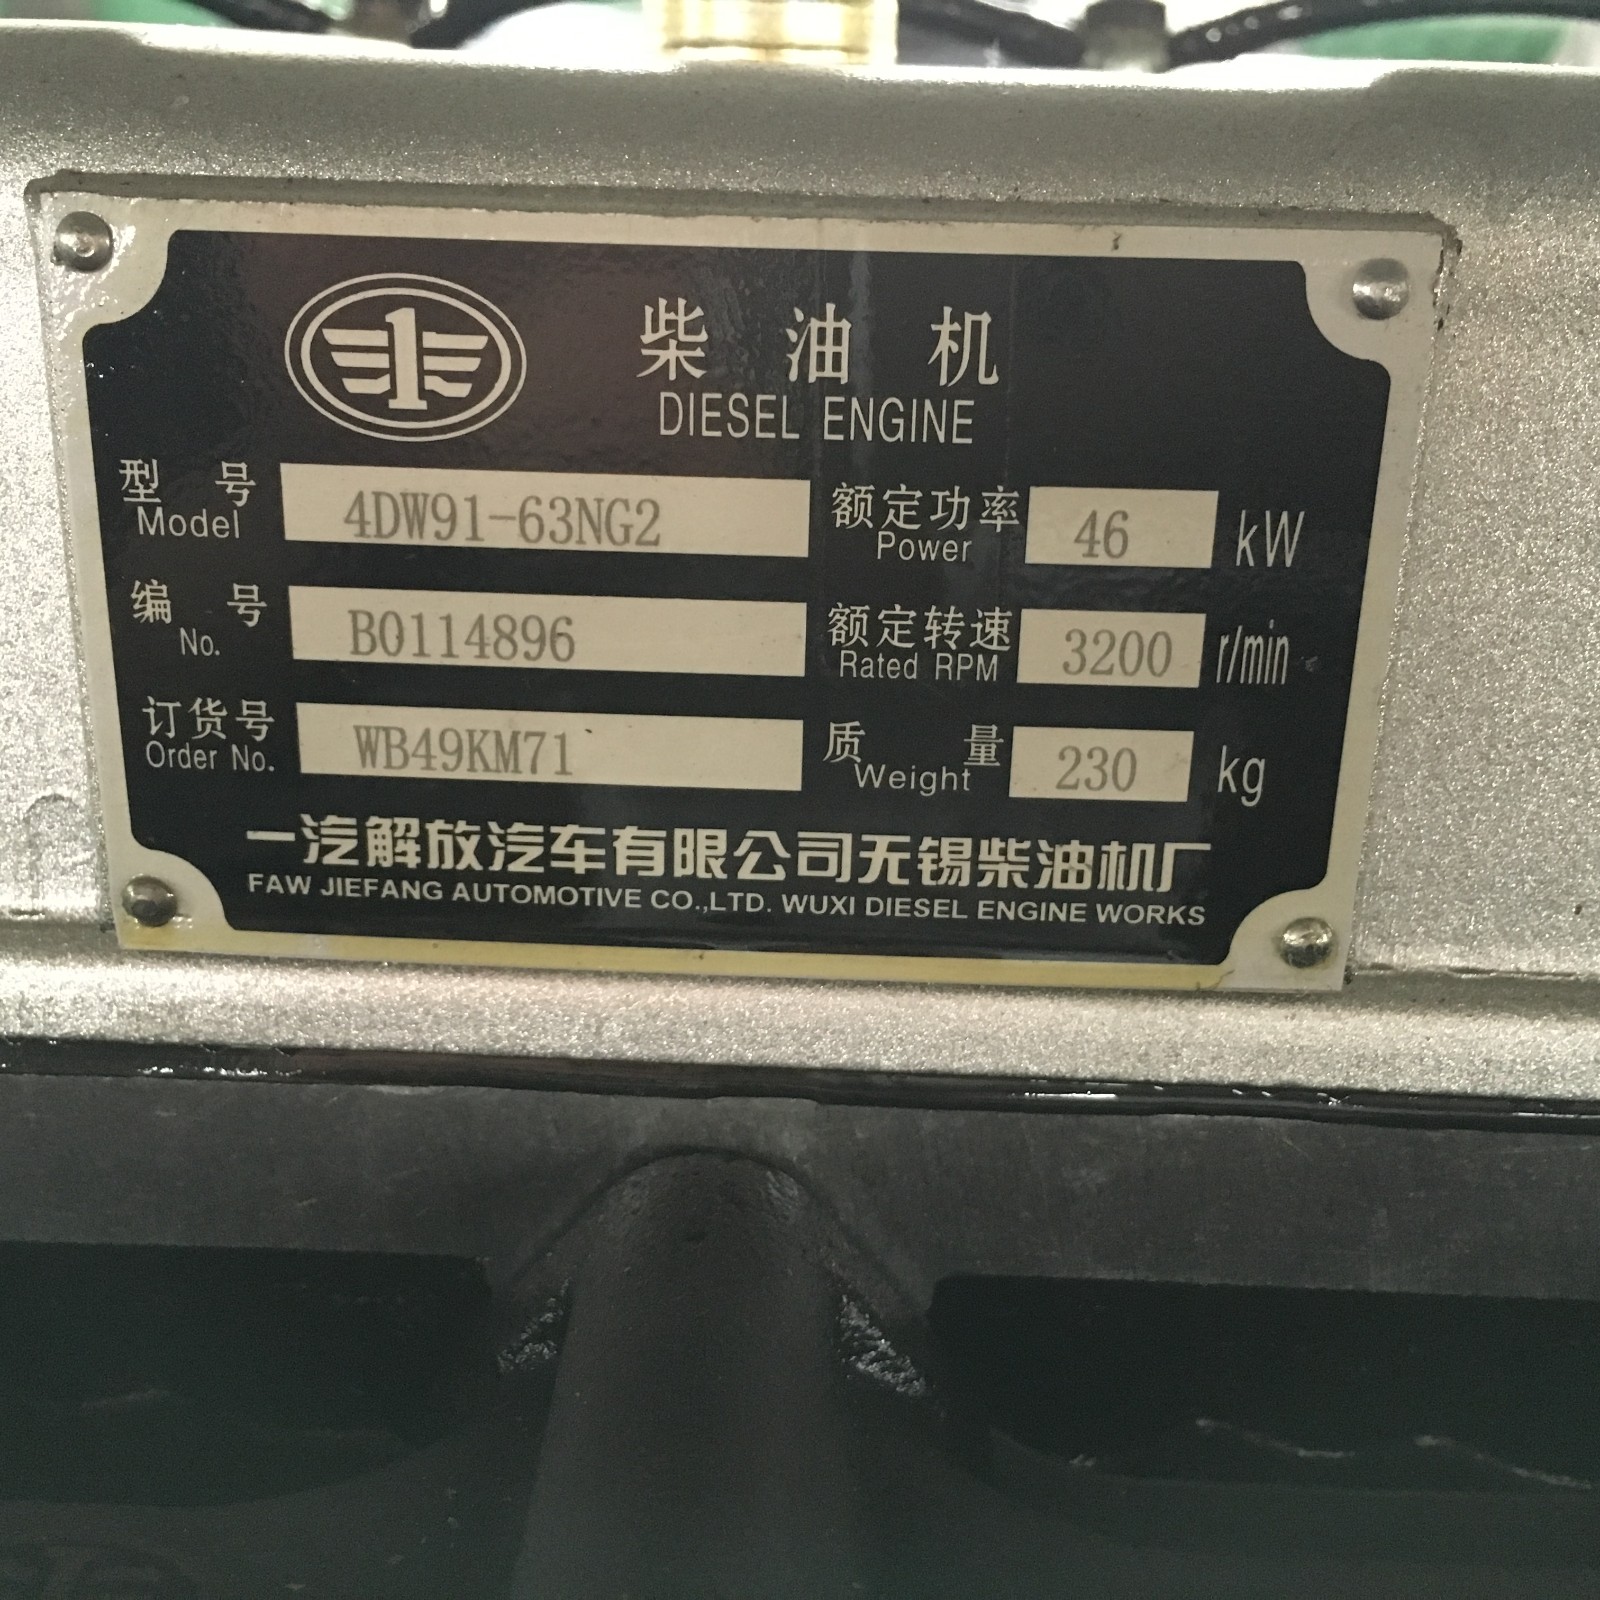 柴油机
DIESEL ENGINE
型号 4DW91-63NG2 额定功率 46 kW
Model Power
编号 B0114896 额定转速 3200 r/min
No. Rated RPM
订货号 WB49KM71 质量 230 kg
Order No. Weight
一汽解放汽车有限公司无锡柴油机厂
FAW JIEFANG AUTOMOTIVE CO.,LTD. WUXI DIESEL ENGINE WORKS